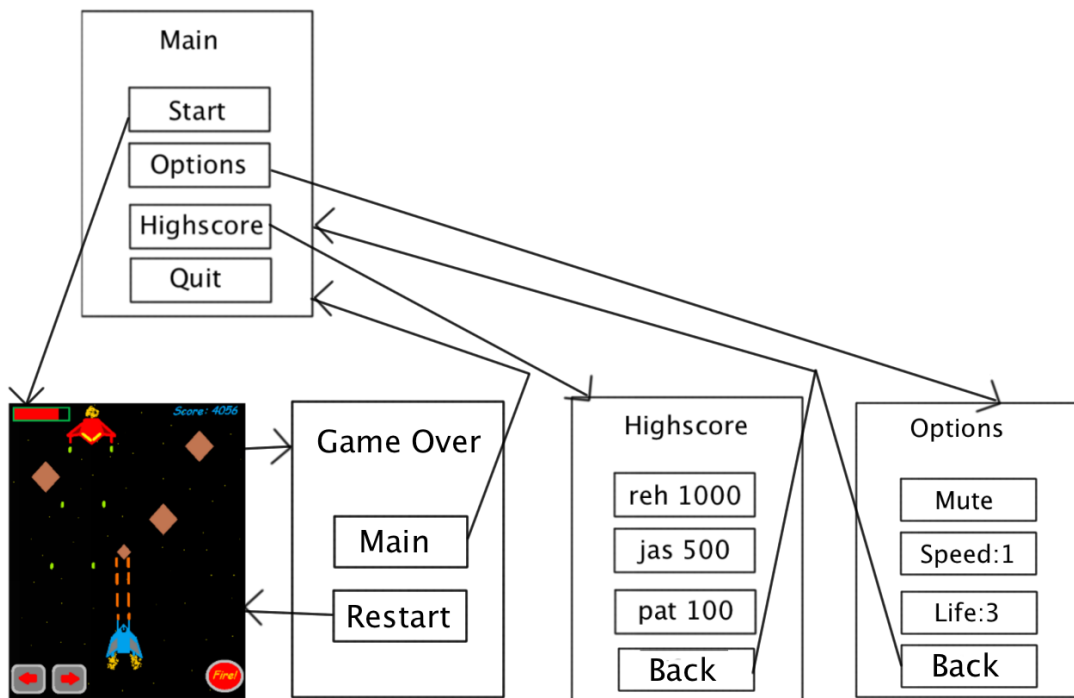 Main
Start
Options
Highscore
Quit
Score: 4056
Fire!
Game Over
Main
Restart
Highscore
reh 1000
jas 500
pat 100
Back
Options
Mute
Speed:1
Life:3
Back